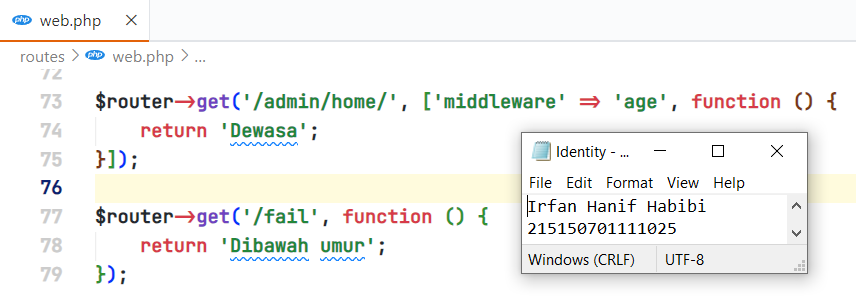 web.php
routes > web.php > ...
72
73 $router->get('/admin/home/', ['middleware' => 'age', function () {
74 return 'Dewasa';
75 }]);
76
77 $router->get('/fail', function () {
78 return 'Dibawah umur';
79 });
Identity - ...
File Edit Format View Help
Irfan Hanif Habibi
215150701111025
Windows (CRLF) UTF-8